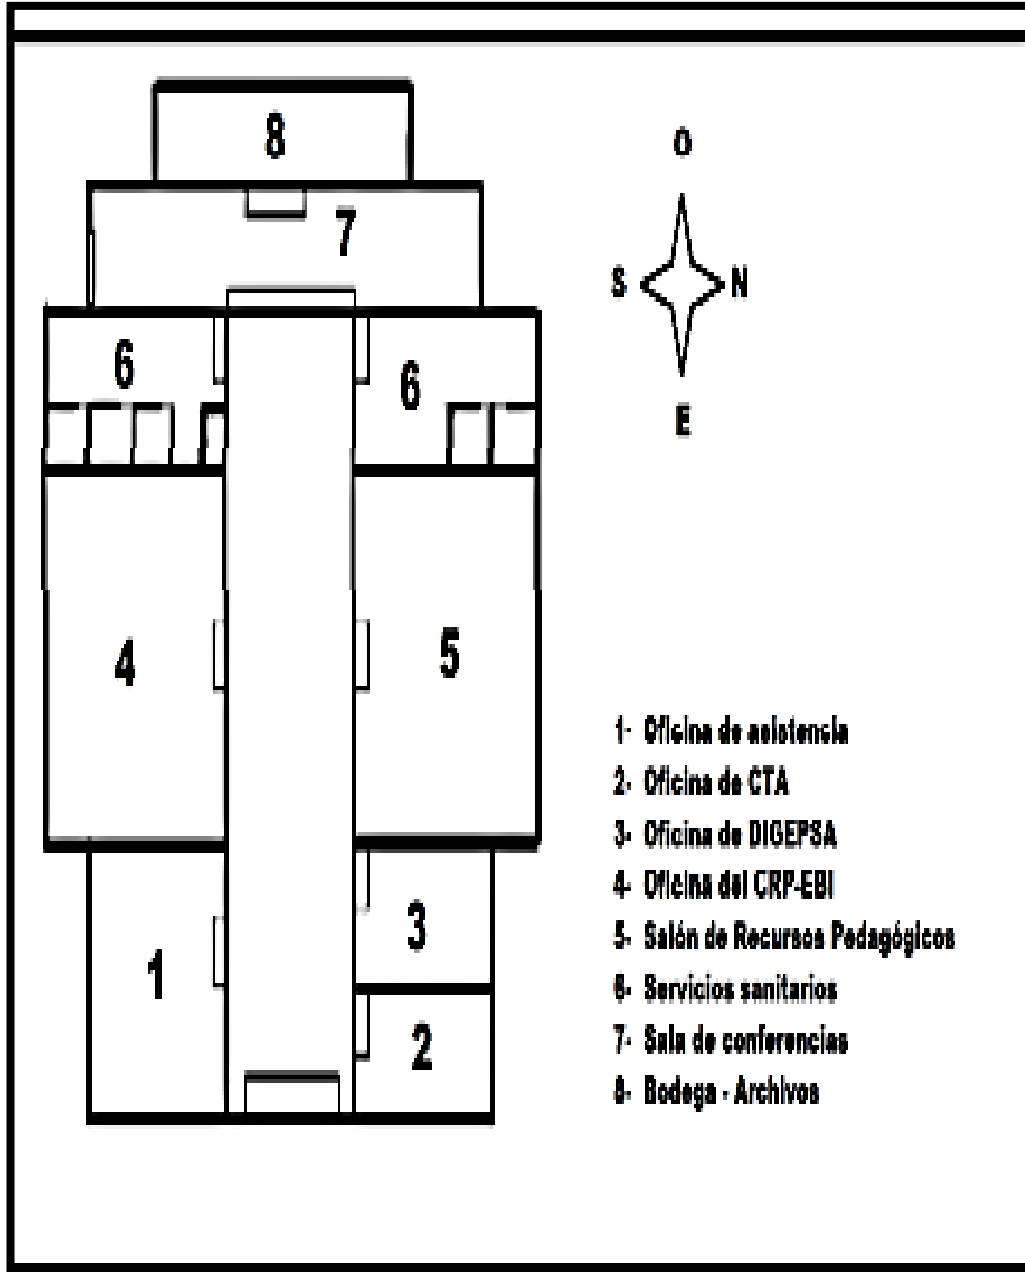 8
7
6
6
4
5
1
3
2
O
S N
E
1- Oficina de asistencia
2- Oficina de CTA
3- Oficina de DIGEPSA
4- Oficina del CRP-EBI
5- Salón de Recursos Pedagógicos
6- Servicios sanitarios
7- Sala de conferencias
8- Bodega - Archivos